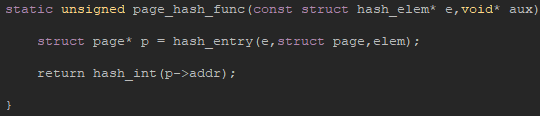 static unsigned page_hash_func(const struct hash_elem* e,void* aux)
struct page* p = hash_entry(e,struct page,elem);
return hash_int(p->addr);
}